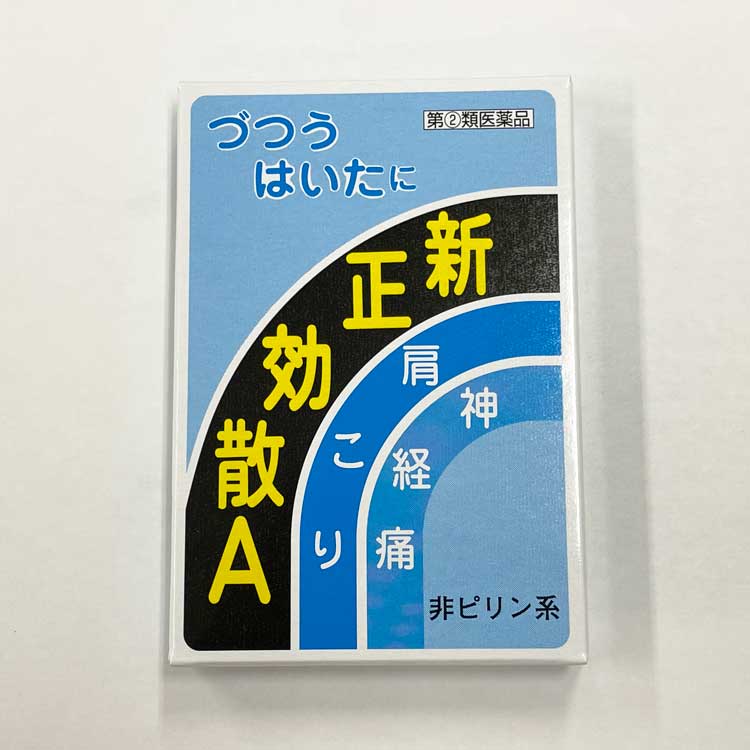 第②類医薬品
づつう
はいたに
新正効散A
肩こり
神経痛
非ピリン系